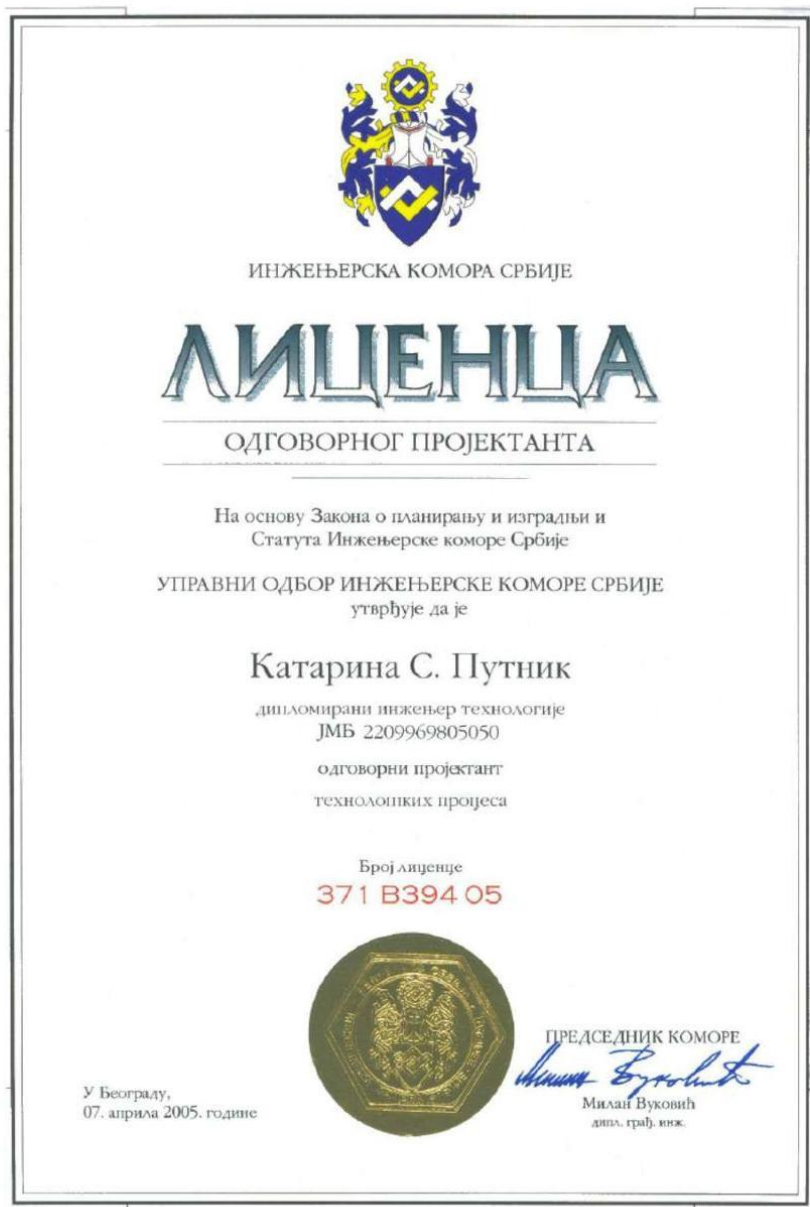 ИНЖЕЊЕРСКА КОМОРА СРБИЈЕ
ЛИЦЕНЦА
ОДГОВОРНОГ ПРОЈЕКТАНТА
На основу Закона о планирању и изградњи и
Статута Инжењерске коморе Србије
УПРАВНИ ОДБОР ИНЖЕЊЕРСКЕ КОМОРЕ СРБИЈЕ
утврђује да је
Катарина С. Путник
дипломирани инжењер технологије
ЈМБ 2209969805050
одговорни пројектант
технолошких процеса
Број лиценце
371 B394 05
У Београду,
07. априла 2005. године
ПРЕДСЕДНИК КОМОРЕ
Милан Вуковић
дипл. грађ. инж.